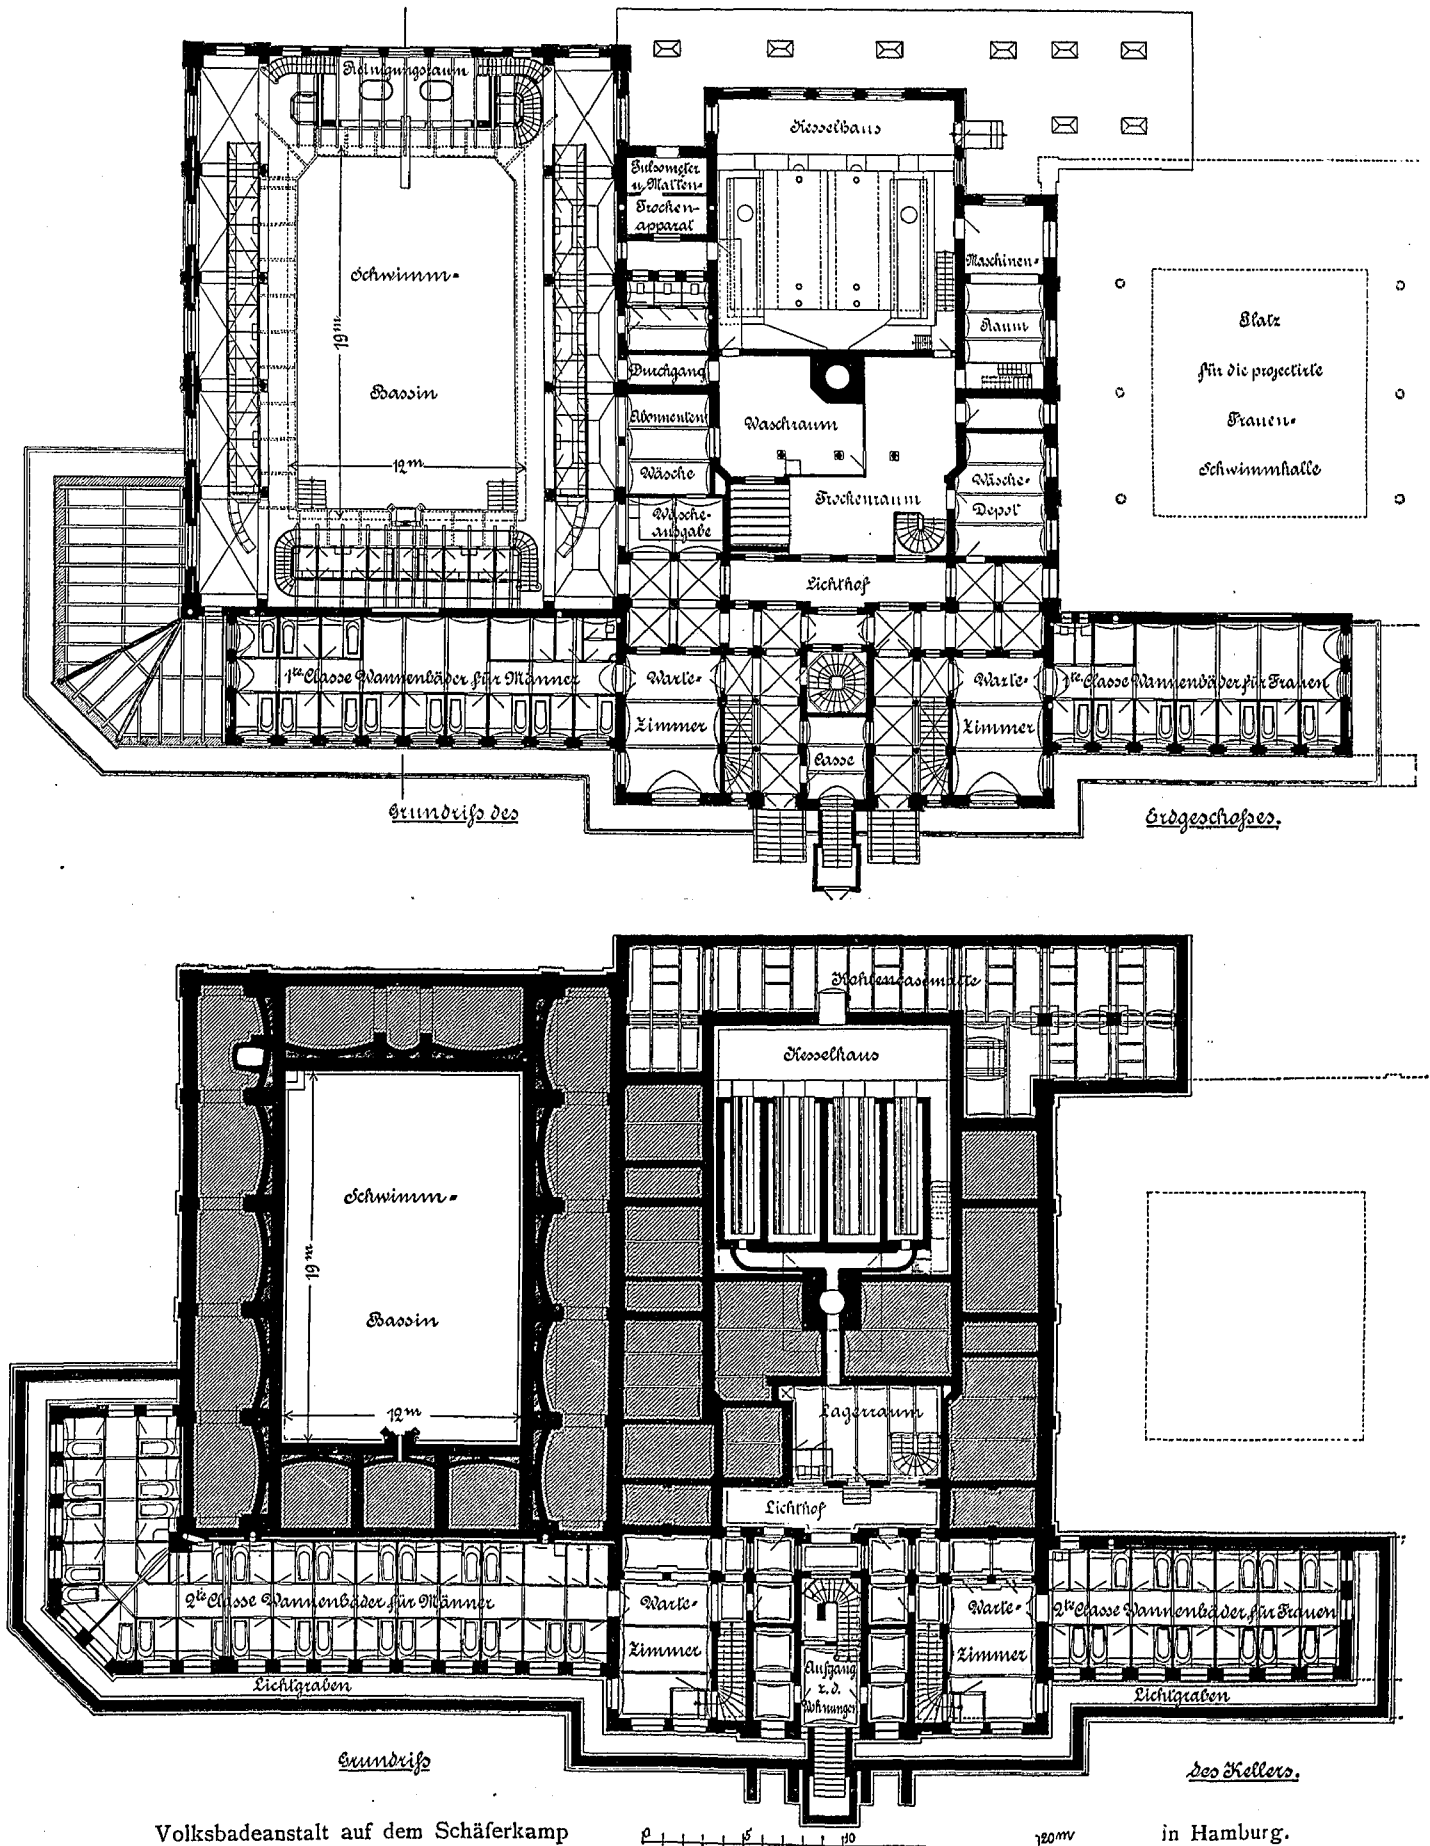 Reinigungsraum
Kesselhaus
Pulsometer
u. Matten-
Trocken-
apparat
Schwimm-
Maschinen-
19m
Raum
Platz
für die projectirte
Frauen-
Schwimmhalle
Durchgang
Bassin
Abonnenten
Wäsche
Waschraum
12m
Wäsche-
Depot
Trockenraum
Wäsche-
ausgabe
Lichthof
1te Classe Wannenbäder für Männer
Warte-
Zimmer
Casse
Warte-
Zimmer
1te Classe Wannenbäder für Frauen
Grundriß des
Erdgeschoßes.
Kohlencasematte
Kesselhaus
Schwimm-
19m
Bassin
12m
Lagerraum
Lichthof
2te Classe Wannenbäder für Männer
Warte-
Zimmer
Aufgang
z. d.
Wohnungen
Warte-
Zimmer
2te Classe Wannenbäder für Frauen
Lichtgraben
Lichtgraben
Grundriß
des Kellers.
Volksbadeanstalt auf dem Schäferkamp
0 5 10 20m
in Hamburg.